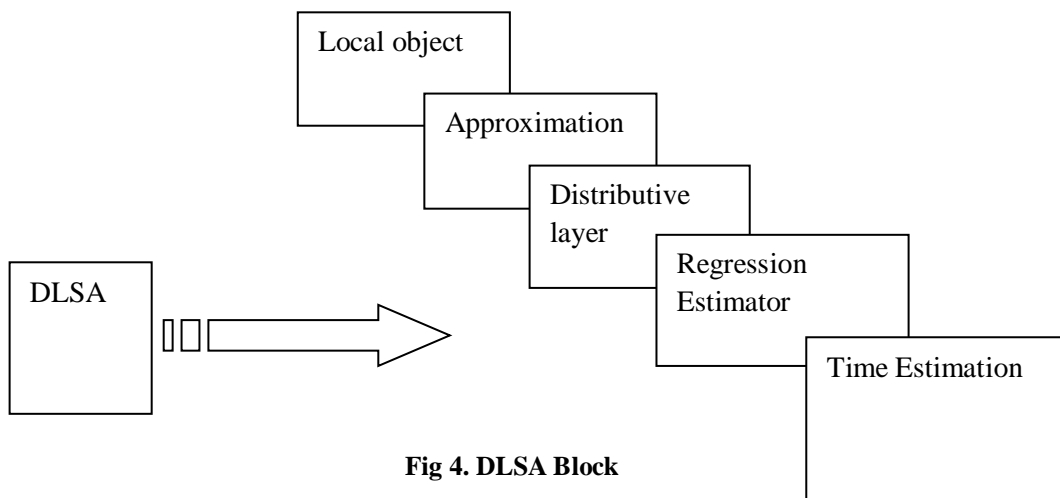 Local object
Approximation
Distributive
layer
Regression
Estimator
DLSA
Time Estimation
Fig 4. DLSA Block